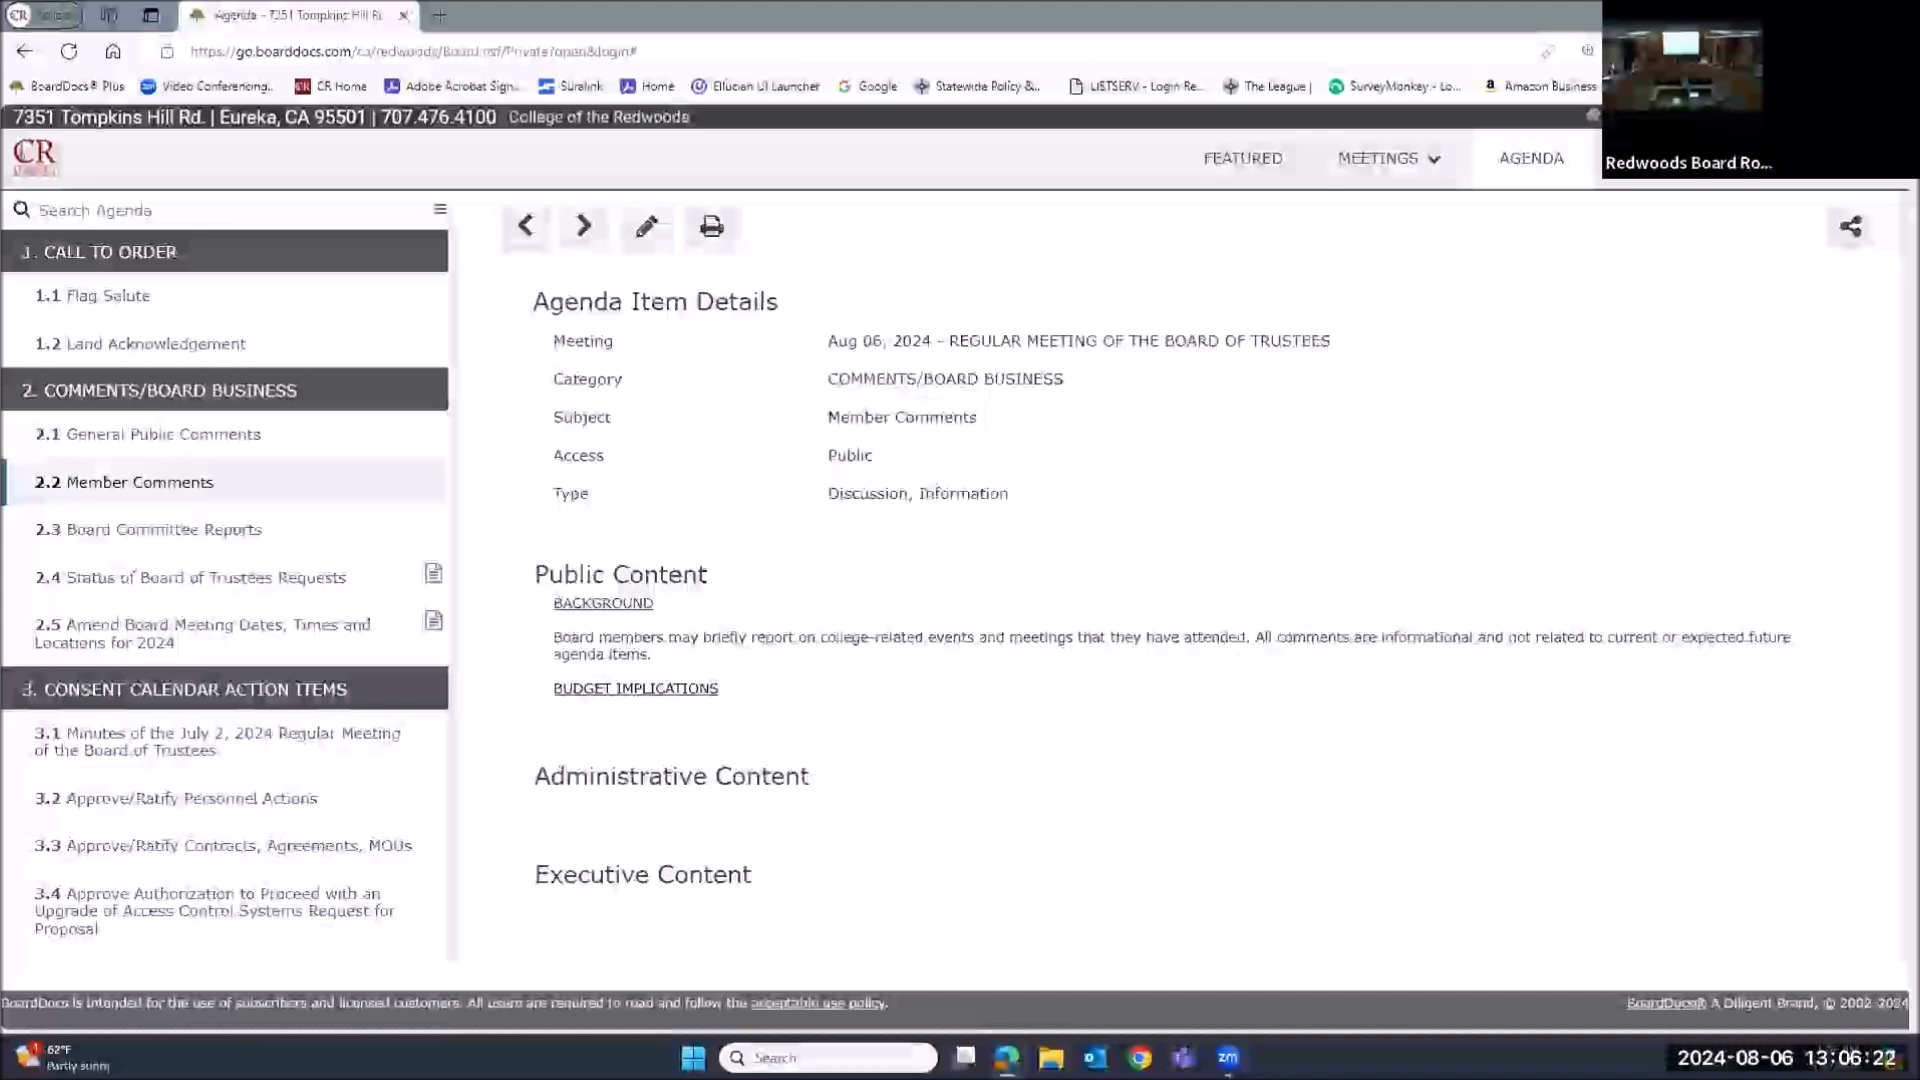 CR
Agenda - 7351 Tompkins Hill R
https://go.boarddocs.com/ca/redwoods/Board.nsf/Private?open&login#
BoardDocs® Plus
Video Conferencing...
CR Home
Adobe Acrobat Sign...
Suralink
Home
Ellucian UI Launcher
Google
Statewide Policy &...
LISTSERV - Login Re...
The League |
SurveyMonkey - Lo...
Amazon Business
7351 Tompkins Hill Rd. | Eureka, CA 95501 | 707.476.4100 College of the Redwoods
CR
FEATURED
MEETINGS
AGENDA
Redwoods Board Ro...
Search Agenda
1. CALL TO ORDER
1.1 Flag Salute
1.2 Land Acknowledgement
2. COMMENTS/BOARD BUSINESS
2.1 General Public Comments
2.2 Member Comments
2.3 Board Committee Reports
2.4 Status of Board of Trustees Requests
2.5 Amend Board Meeting Dates, Times and
Locations for 2024
3. CONSENT CALENDAR ACTION ITEMS
3.1 Minutes of the July 2, 2024 Regular Meeting
of the Board of Trustees
3.2 Approve/Ratify Personnel Actions
3.3 Approve/Ratify Contracts, Agreements, MOUs
3.4 Approve Authorization to Proceed with an
Upgrade of Access Control Systems Request for
Proposal
Agenda Item Details
Meeting Aug 06, 2024 - REGULAR MEETING OF THE BOARD OF TRUSTEES
Category COMMENTS/BOARD BUSINESS
Subject Member Comments
Access Public
Type Discussion, Information
Public Content
BACKGROUND
Board members may briefly report on college-related events and meetings that they have attended. All comments are informational and not related to current or expected future
agenda items.
BUDGET IMPLICATIONS
Administrative Content
Executive Content
BoardDocs is intended for the use of subscribers and licensed customers. All users are required to read and follow the acceptable use policy.
BoardDocs® A Diligent Brand, © 2002-2024
1
62°F
Partly sunny
Search
zm
2024-08-06 13:06:22